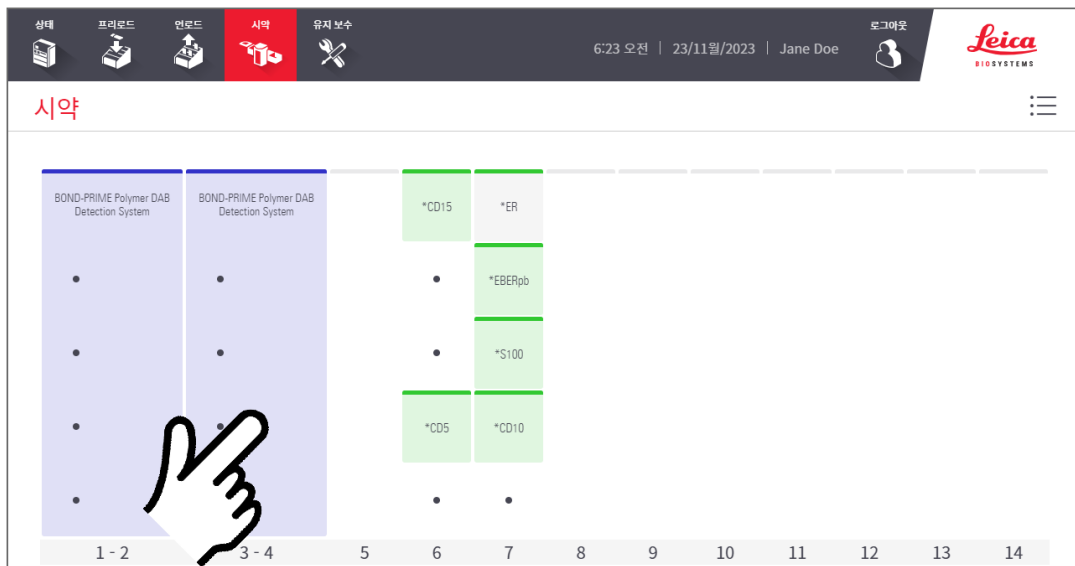 상태 프리로드 언로드 시약 유지 보수 로그아웃
6:23 오전 | 23/11월/2023 | Jane Doe
Leica
BIOSYSTEMS
시약
BOND-PRIME Polymer DAB
Detection System
BOND-PRIME Polymer DAB
Detection System
*CD15 *ER
*EBERpb
*S100
*CD5 *CD10
1 - 2 3 - 4 5 6 7 8 9 10 11 12 13 14